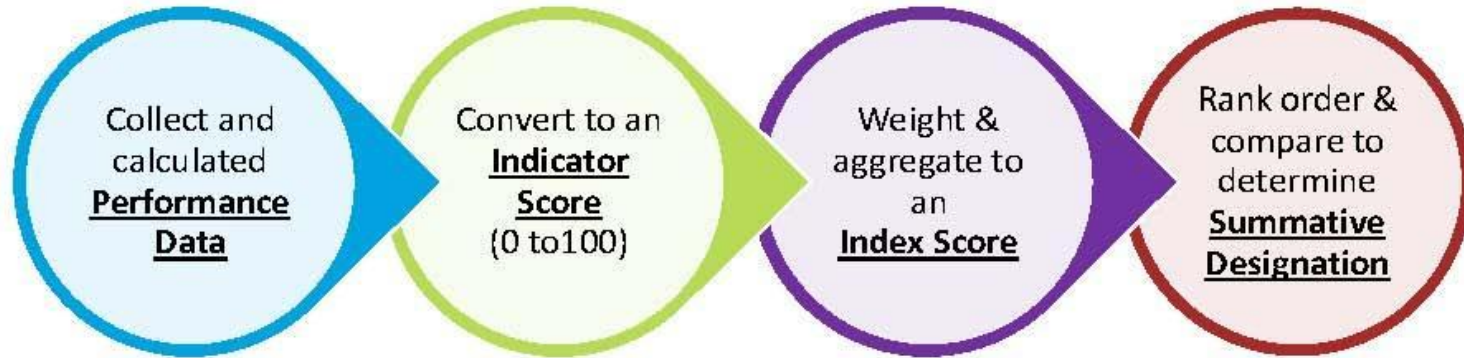 Collect and
calculated
Performance
Data
Convert to an
Indicator
Score
(0 to100)
Weight &
aggregate to
an
Index Score
Rank order &
compare to
determine
Summative
Designation